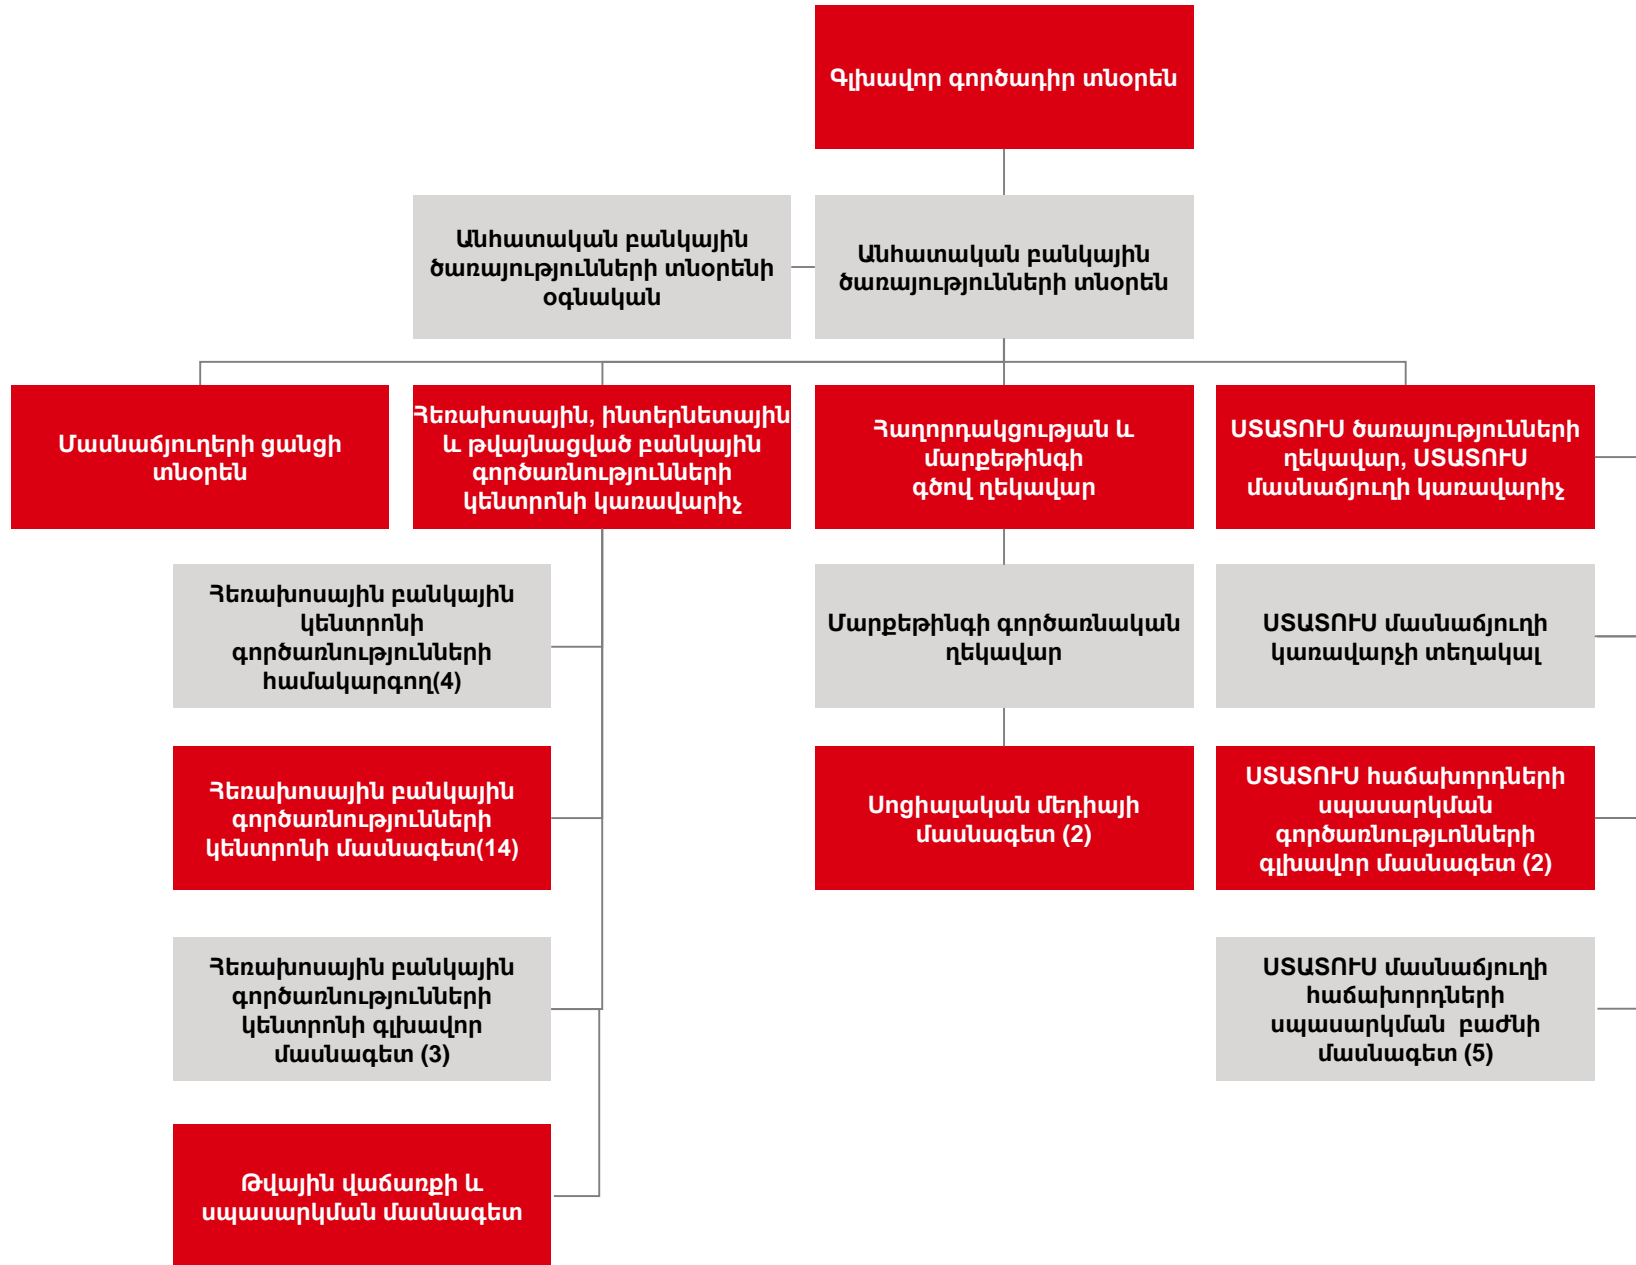 Գլխավոր գործադիր տնօրեն
Անհատական բանկային
ծառայությունների տնօրենի
օգնական
Անհատական բանկային
ծառայությունների տնօրեն
Մասնաճյուղերի ցանցի
տնօրեն
Հեռախոսային, ինտերնետային
և թվայնացված բանկային
գործառնությունների
կենտրոնի կառավարիչ
Հաղորդակցության և
մարքեթինգի
գծով ղեկավար
ՍՏԱՏՈՒՍ ծառայությունների
ղեկավար, ՍՏԱՏՈՒՍ
մասնաճյուղի կառավարիչ
Հեռախոսային բանկային
կենտրոնի
գործառնությունների
համակարգող(4)
Մարքեթինգի գործառնական
ղեկավար
ՍՏԱՏՈՒՍ մասնաճյուղի
կառավարչի տեղակալ
Հեռախոսային բանկային
գործառնությունների
կենտրոնի մասնագետ(14)
Սոցիալական մեդիայի
մասնագետ (2)
ՍՏԱՏՈՒՍ հաճախորդների
սպասարկման
գործառնությւոնների
գլխավոր մասնագետ (2)
Հեռախոսային բանկային
գործառնությունների
կենտրոնի գլխավոր
մասնագետ (3)
ՍՏԱՏՈՒՍ մասնաճյուղի
հաճախորդների
սպասարկման  բաժնի
մասնագետ (5)
Թվային վաճառքի և
սպասարկման մասնագետ